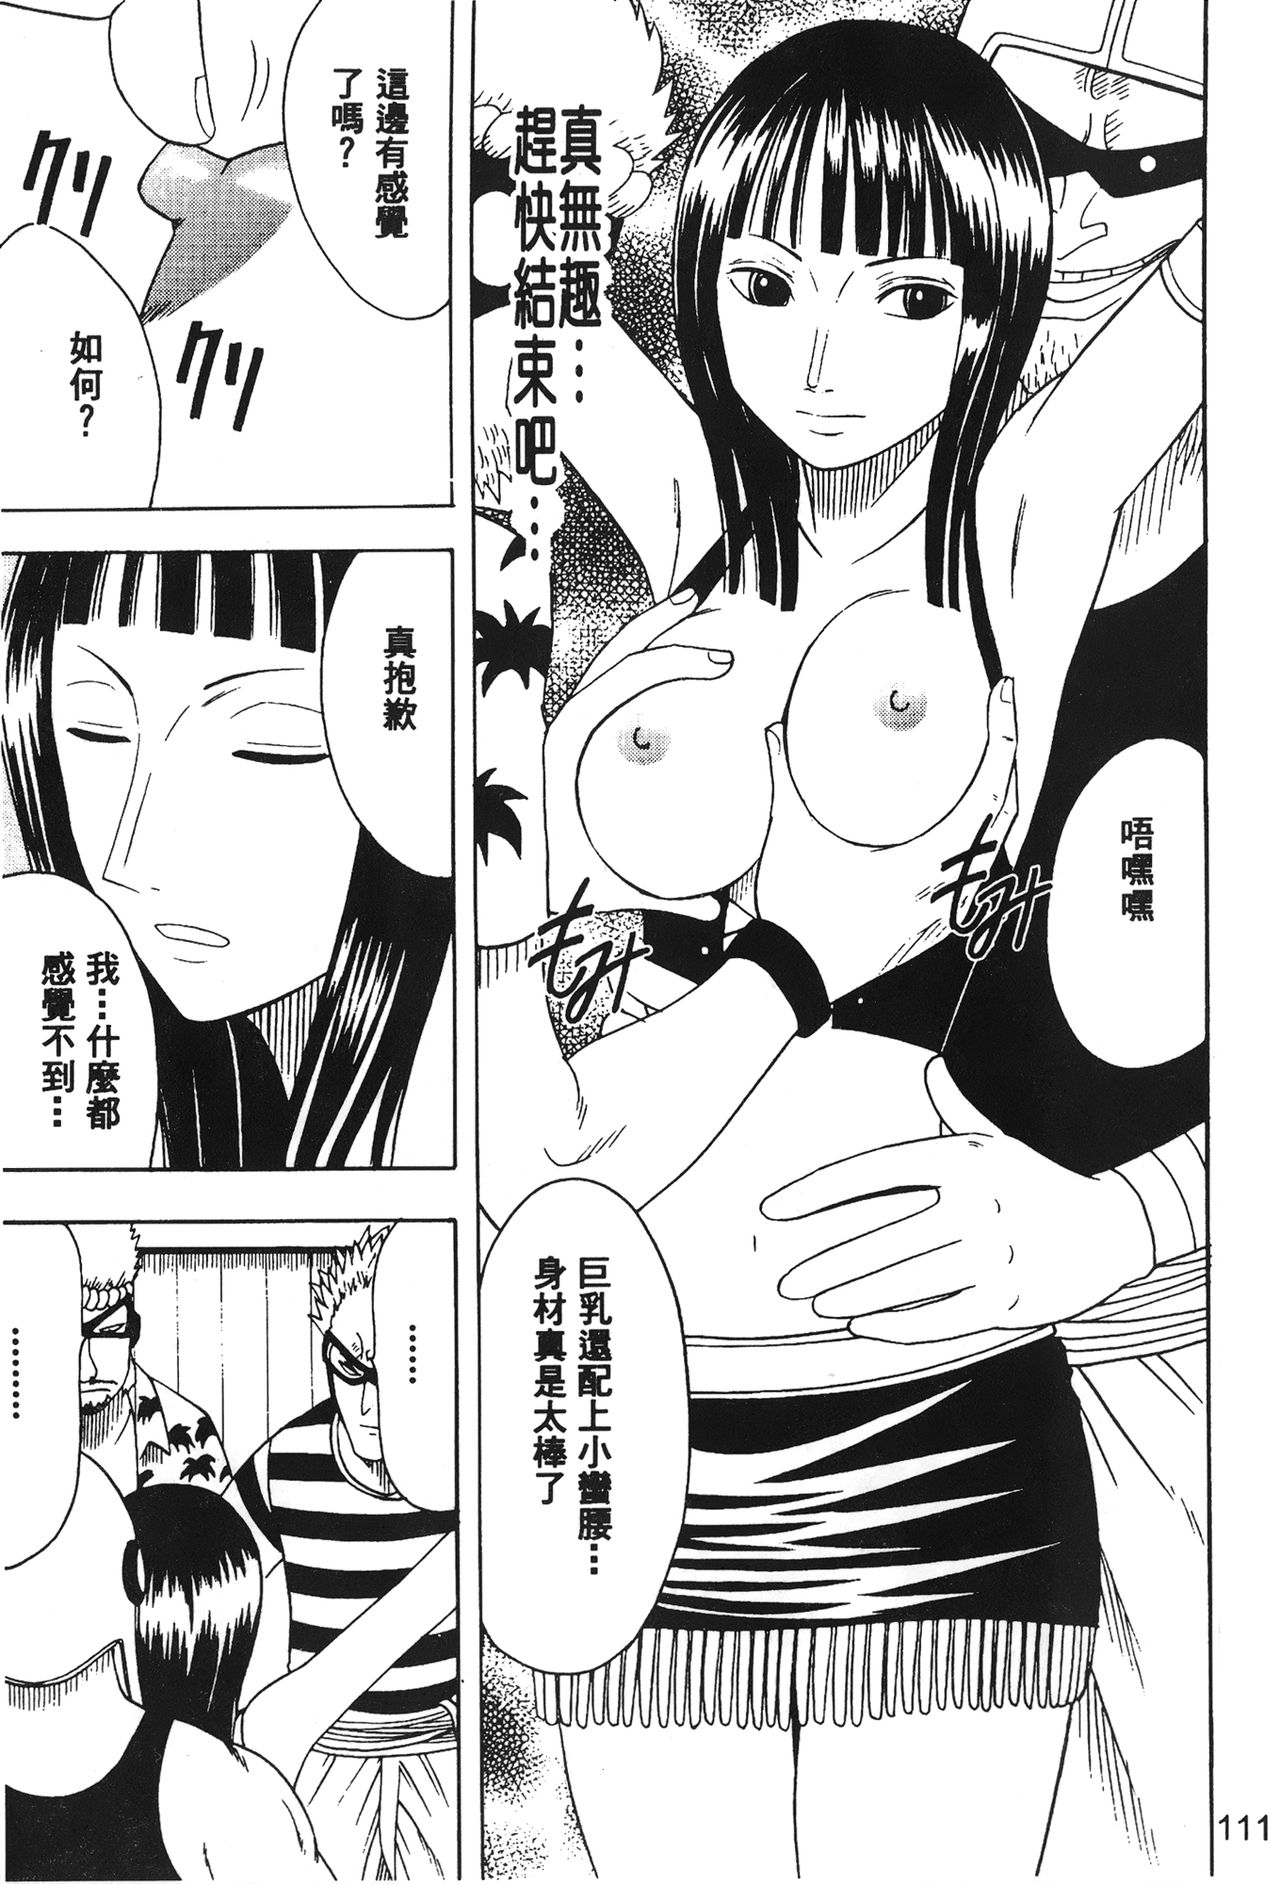 唔嘿嘿
真無趣…
趕快結束吧…
もみ
もみ
巨乳還配上小蠻腰…
身材真是太棒了
這邊有感覺
了嗎？
クリ
クリ
如何？
真抱歉
我…什麼都
感覺不到…
……
………
111